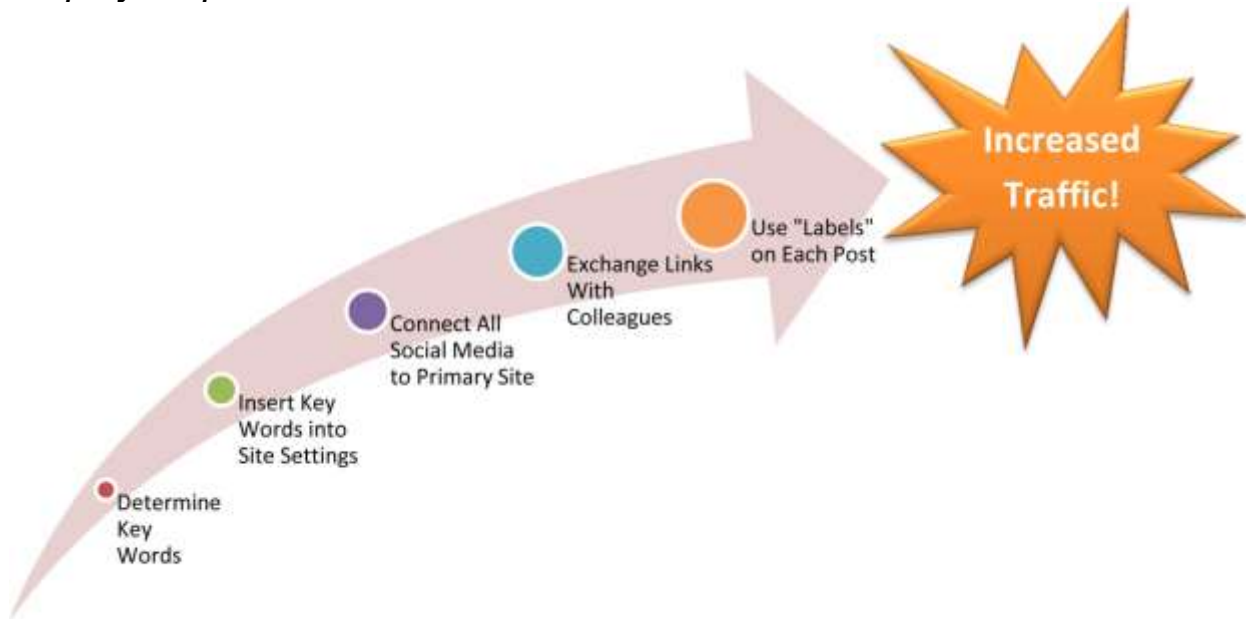 Determine
Key
Words
Insert Key
Words into
Site Settings
Connect All
Social Media
to Primary Site
Exchange Links
With
Colleagues
Use "Labels"
on Each Post
Increased
Traffic!